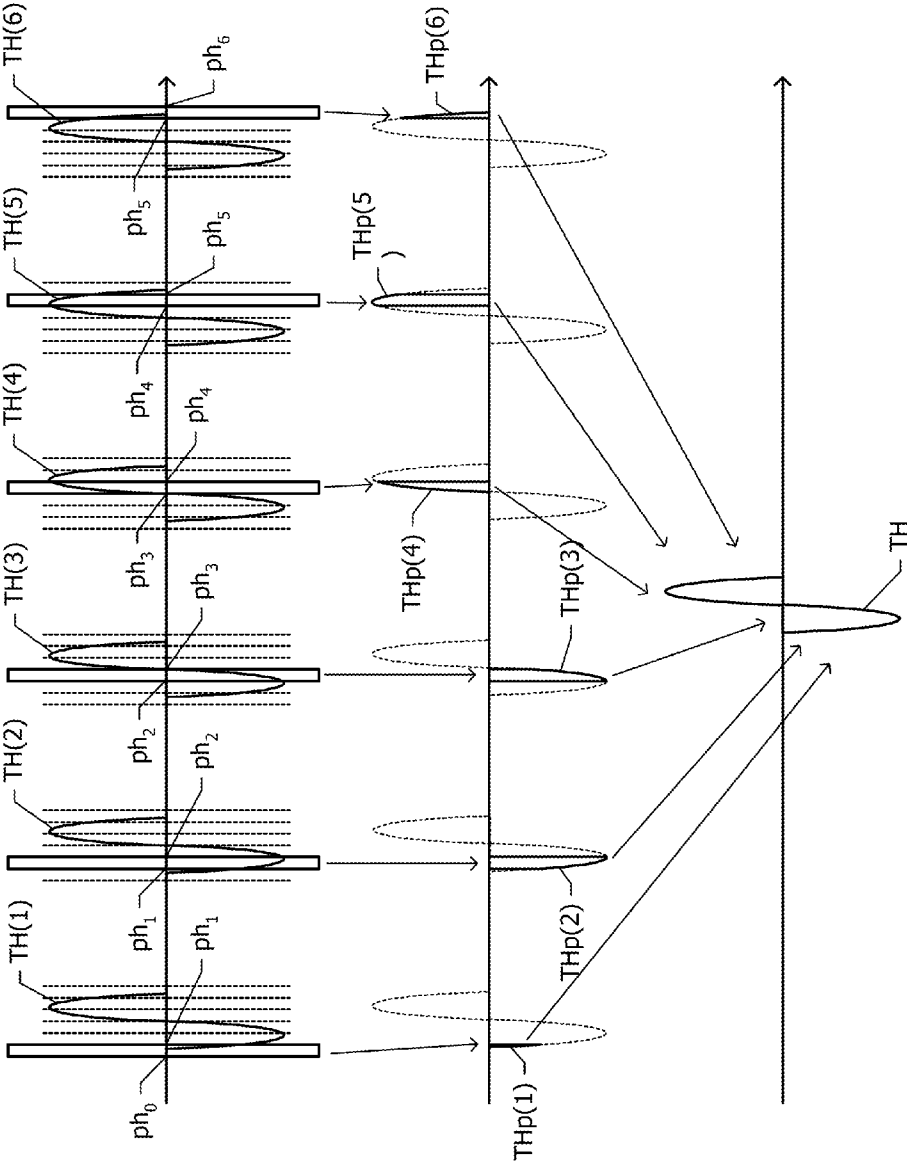 TH(1)
TH(2)
TH(3)
TH(4)
TH(5)
TH(6)
ph₀
ph₁
ph₁
ph₂
ph₂
ph₃
ph₃
ph₄
ph₄
ph₅
ph₅
ph₆
THp(1)
THp(2)
THp(3)
THp(4)
THp(5
)
THp(6)
TH